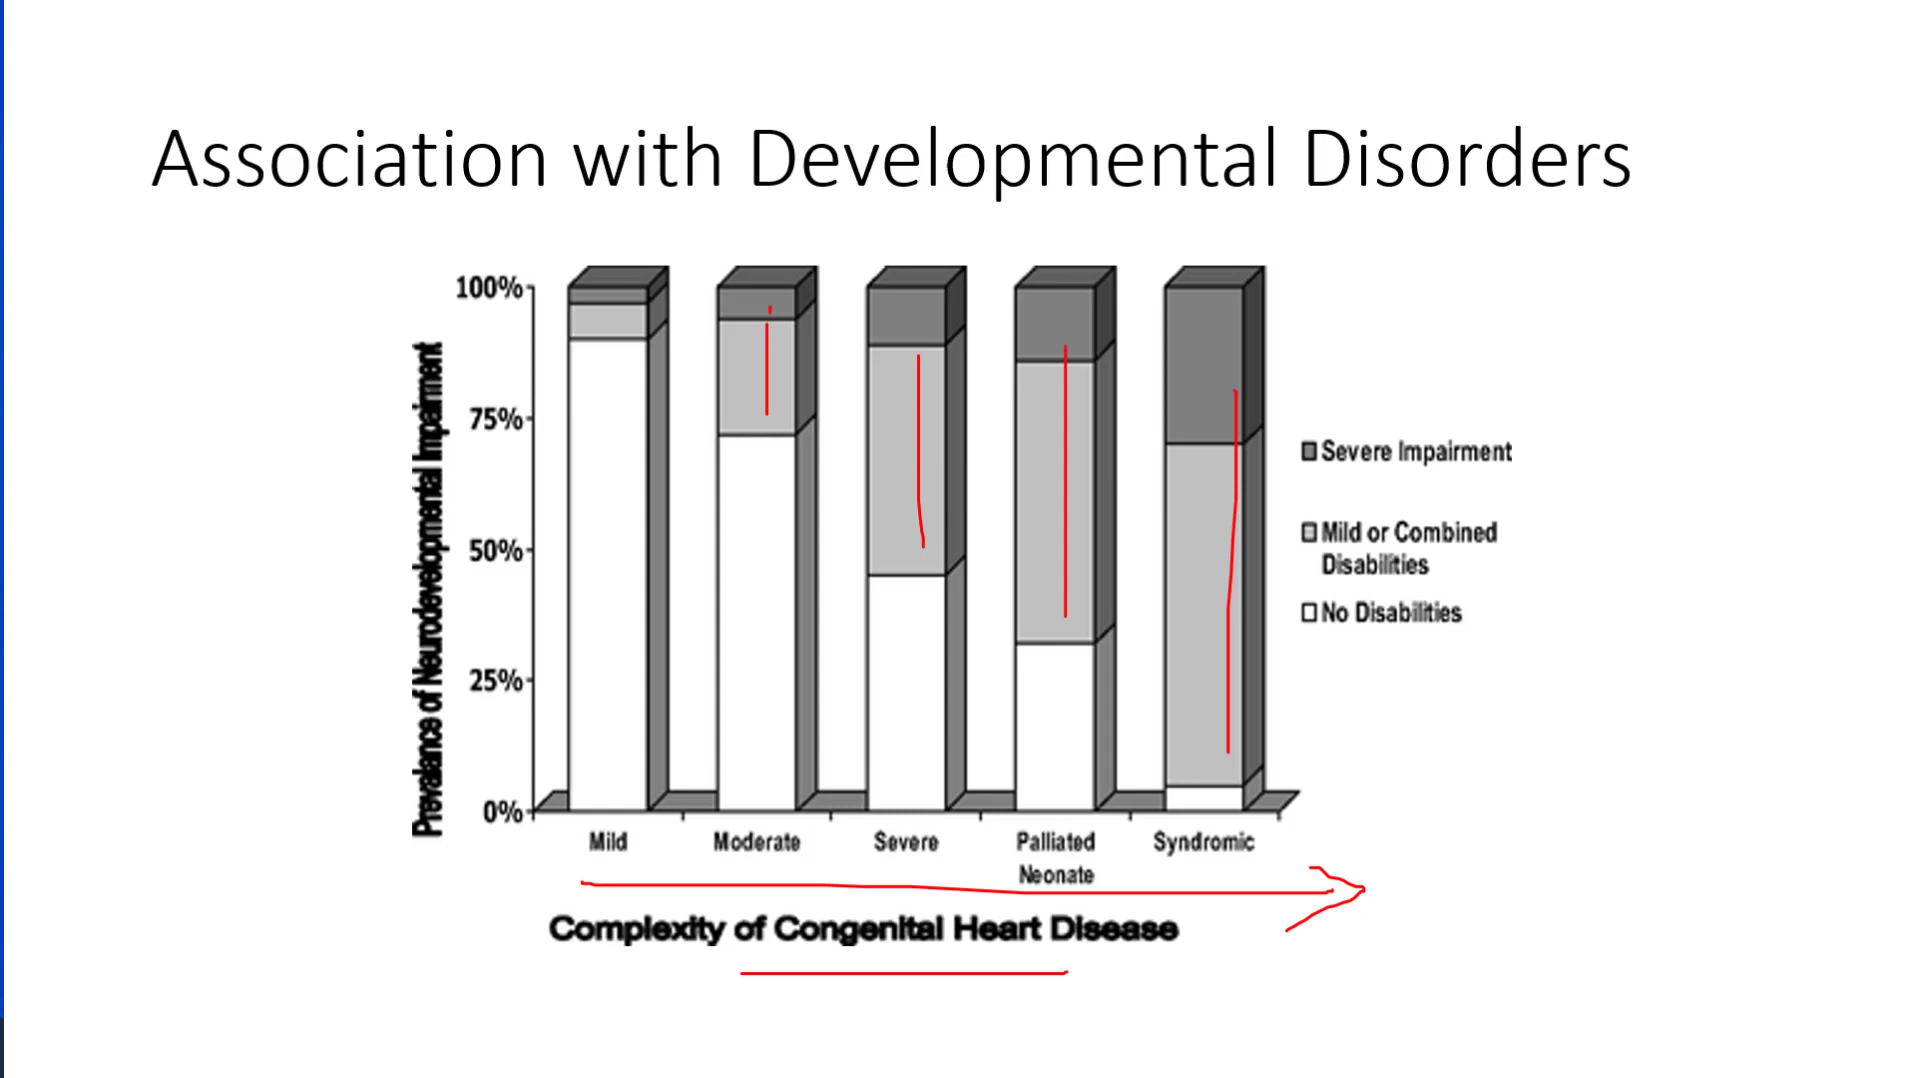 Association with Developmental Disorders
Prevalance of Neurodevelopmental Impairment
100%
75%
50%
25%
0%
Mild
Moderate
Severe
Palliated
Neonate
Syndromic
Complexity of Congenital Heart Disease
Severe Impairment
Mild or Combined
Disabilities
No Disabilities